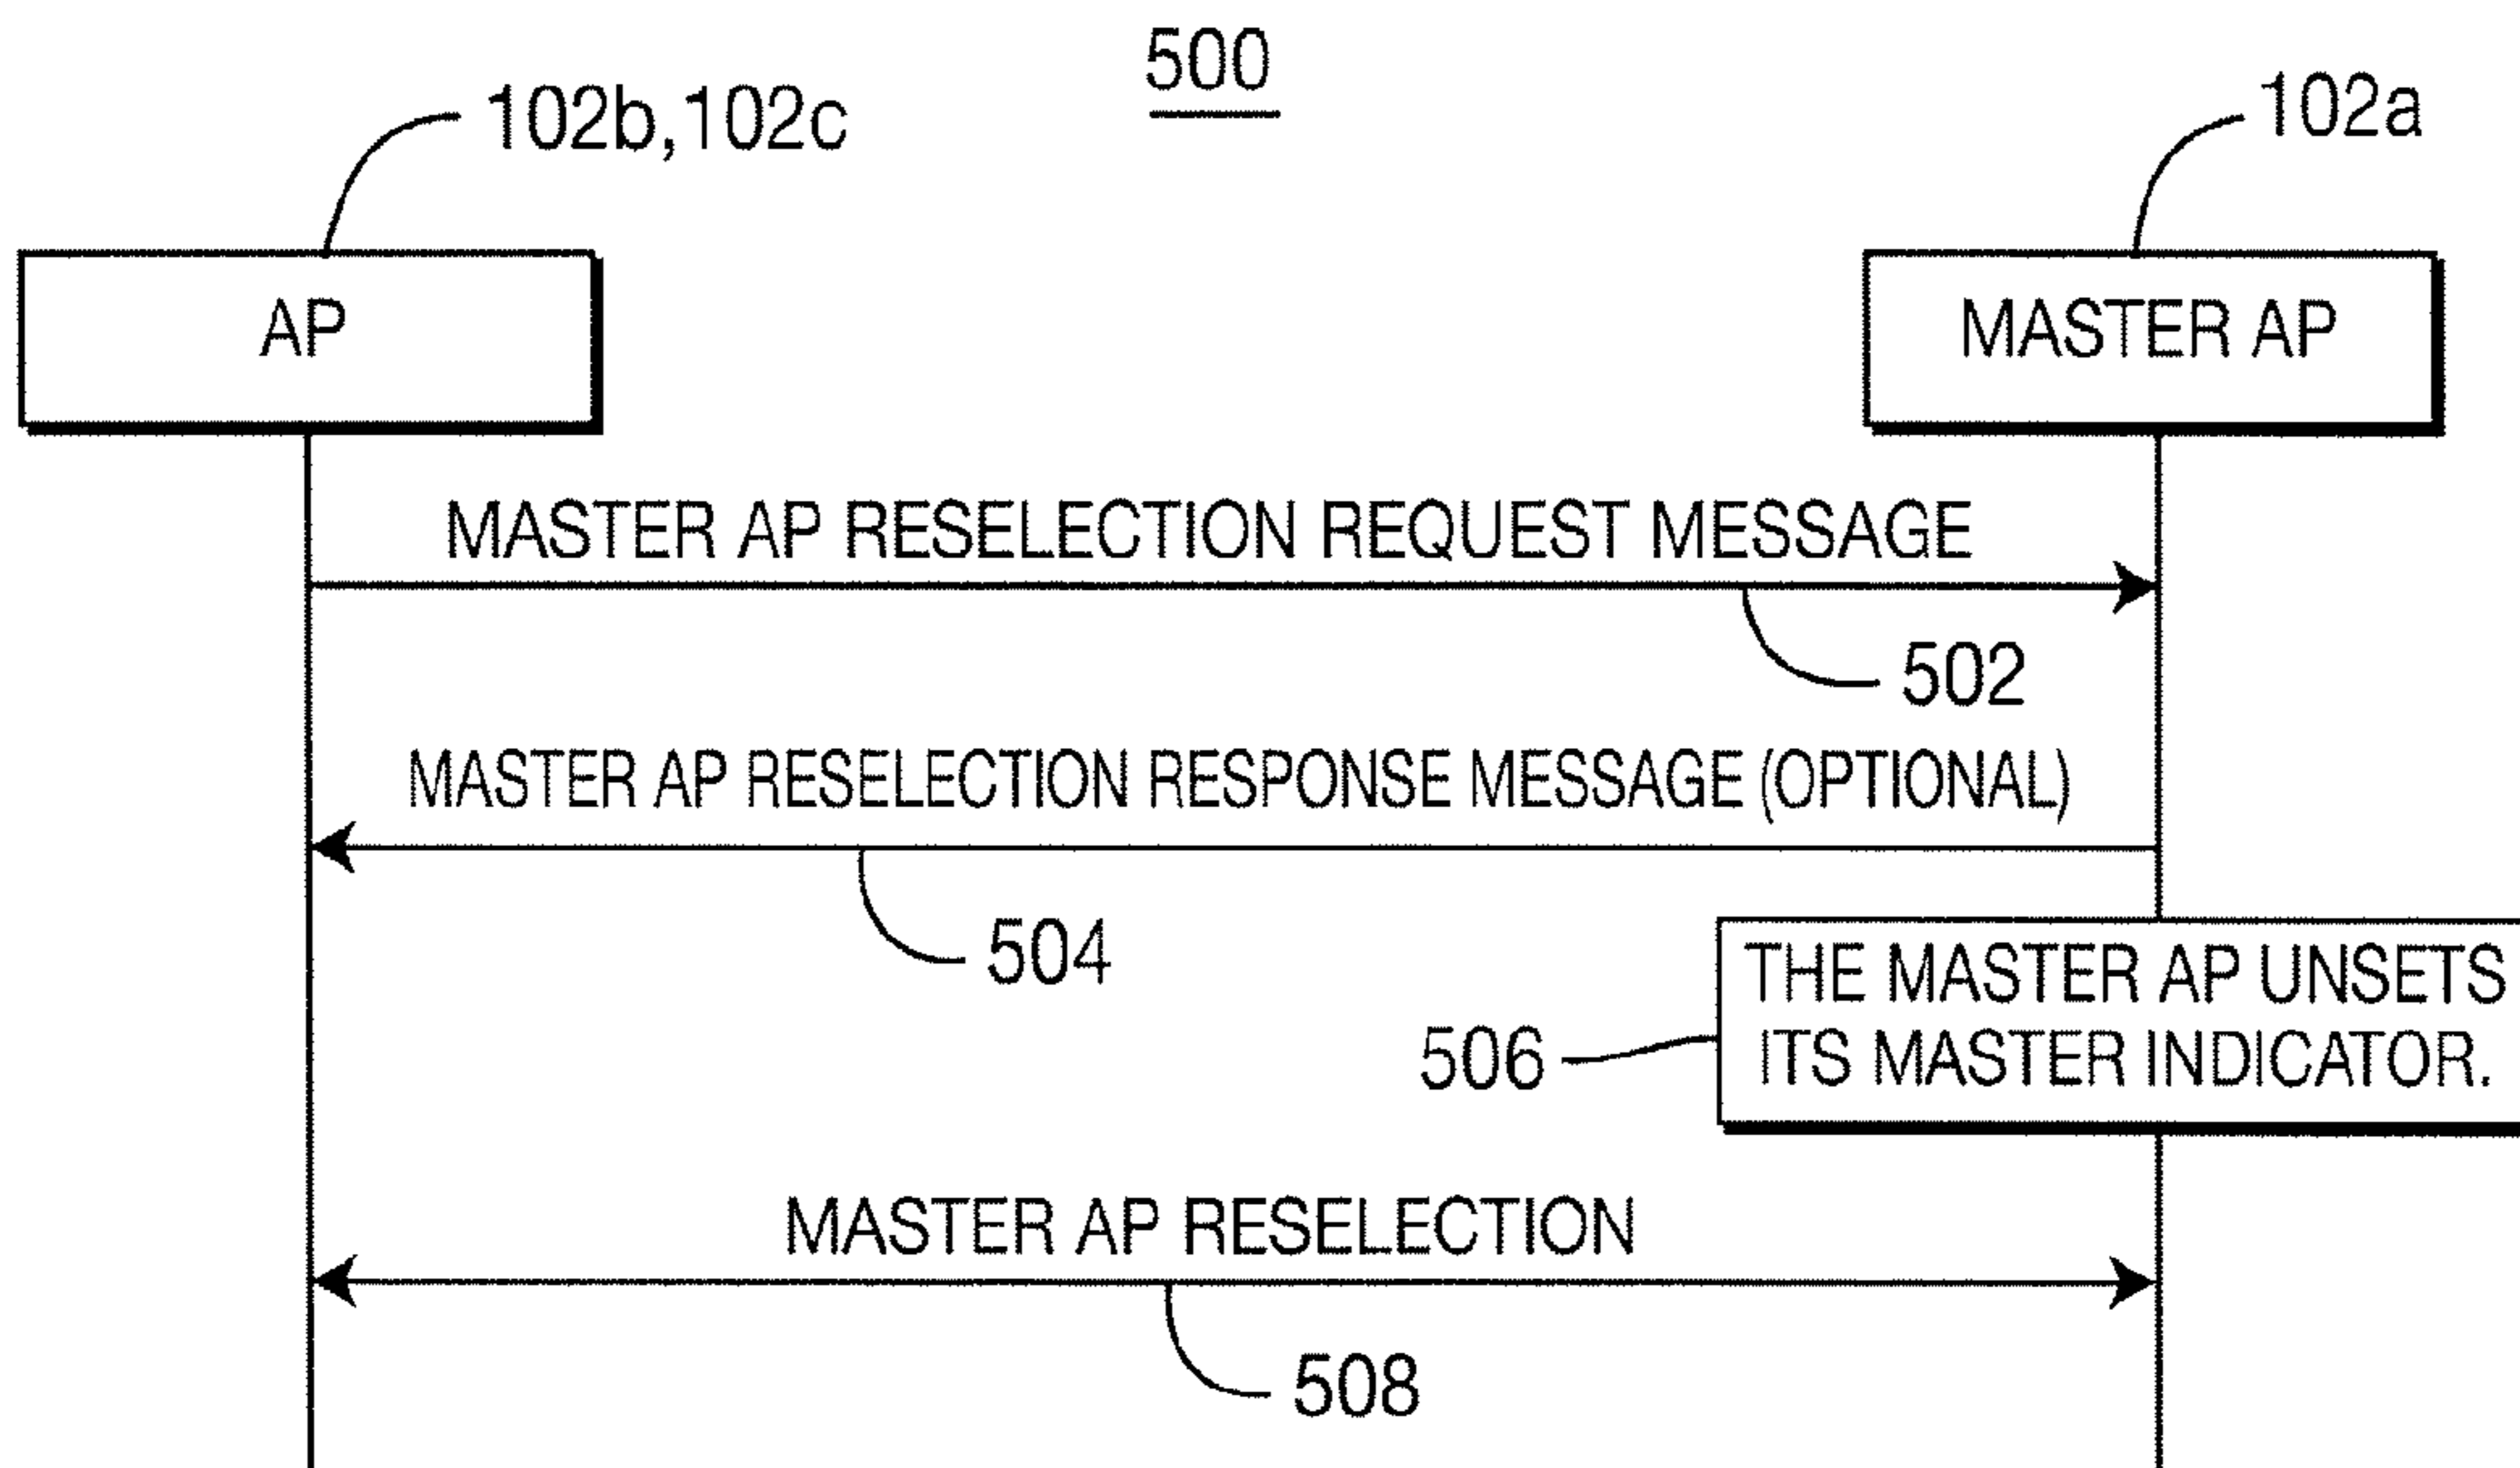 500
102b,102c
102a
AP
MASTER AP
MASTER AP RESELECTION REQUEST MESSAGE
502
MASTER AP RESELECTION RESPONSE MESSAGE (OPTIONAL)
504
THE MASTER AP UNSETS
ITS MASTER INDICATOR.
506
MASTER AP RESELECTION
508